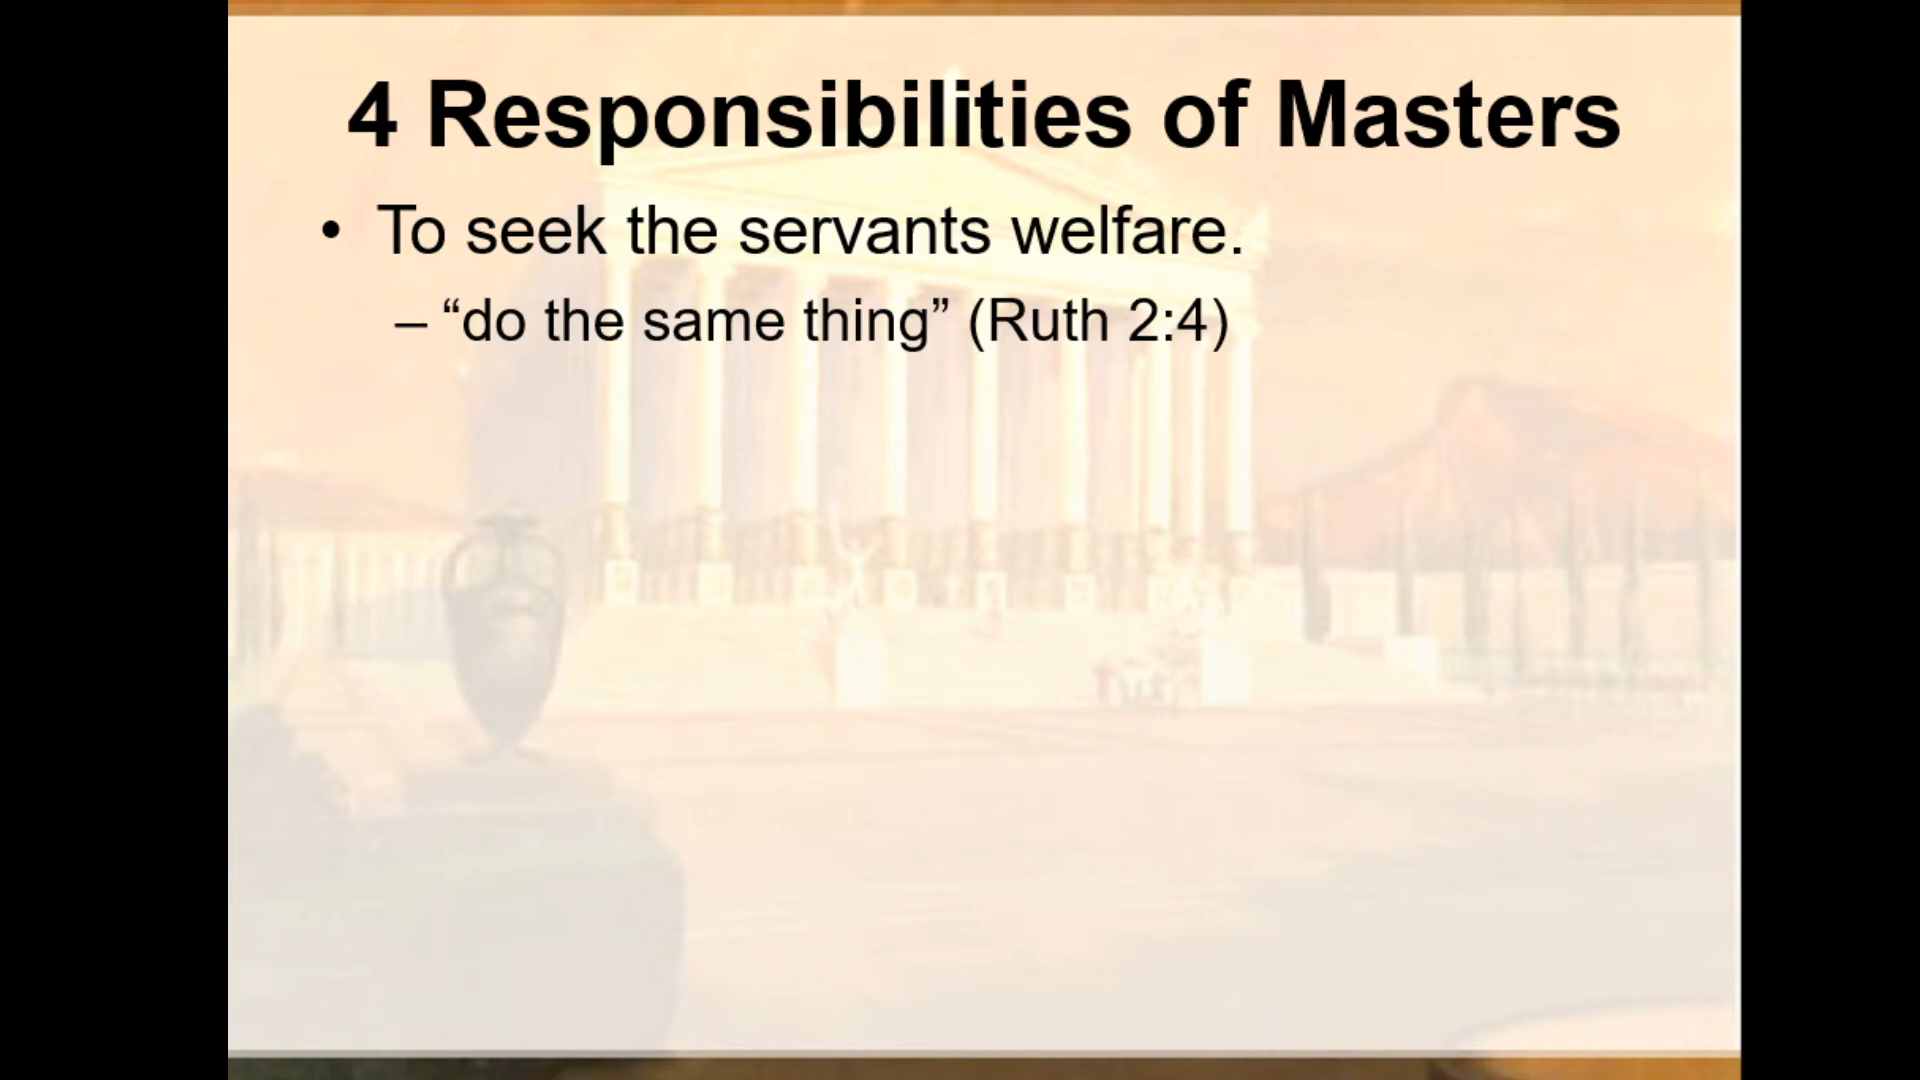 4 Responsibilities of Masters
• To seek the servants welfare.
– “do the same thing” (Ruth 2:4)